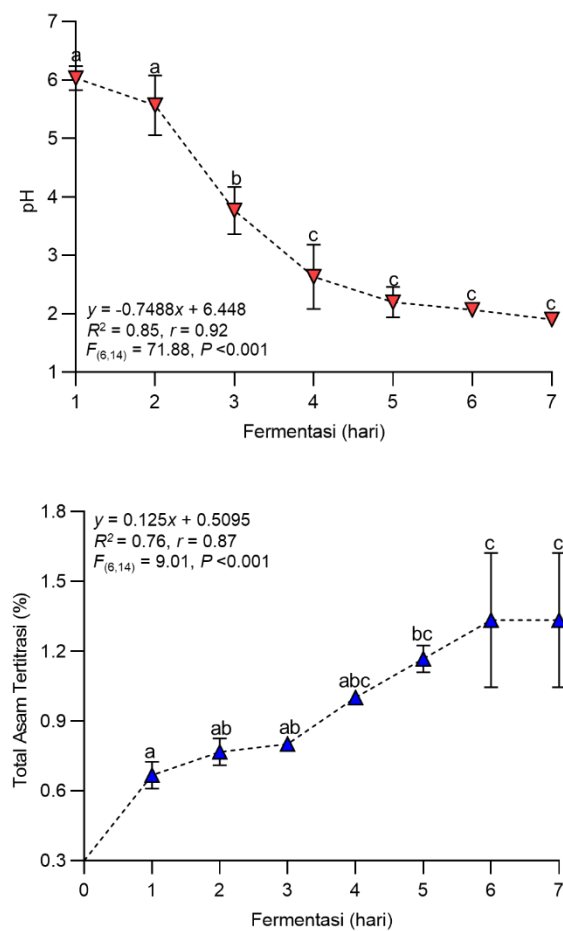 7
6
5
4
3
2
1
pH
a
a
b
c
c
c
c
y = -0.7488x + 6.448
R² = 0.85, r = 0.92
F(6,14) = 71.88, P <0.001
1 2 3 4 5 6 7
Fermentasi (hari)
1.8
1.5
1.2
0.9
0.6
0.3
Total Asam Tertitrasi (%)
y = 0.125x + 0.5095
R² = 0.76, r = 0.87
F(6,14) = 9.01, P <0.001
a
ab
ab
abc
bc
c
c
0 1 2 3 4 5 6 7
Fermentasi (hari)